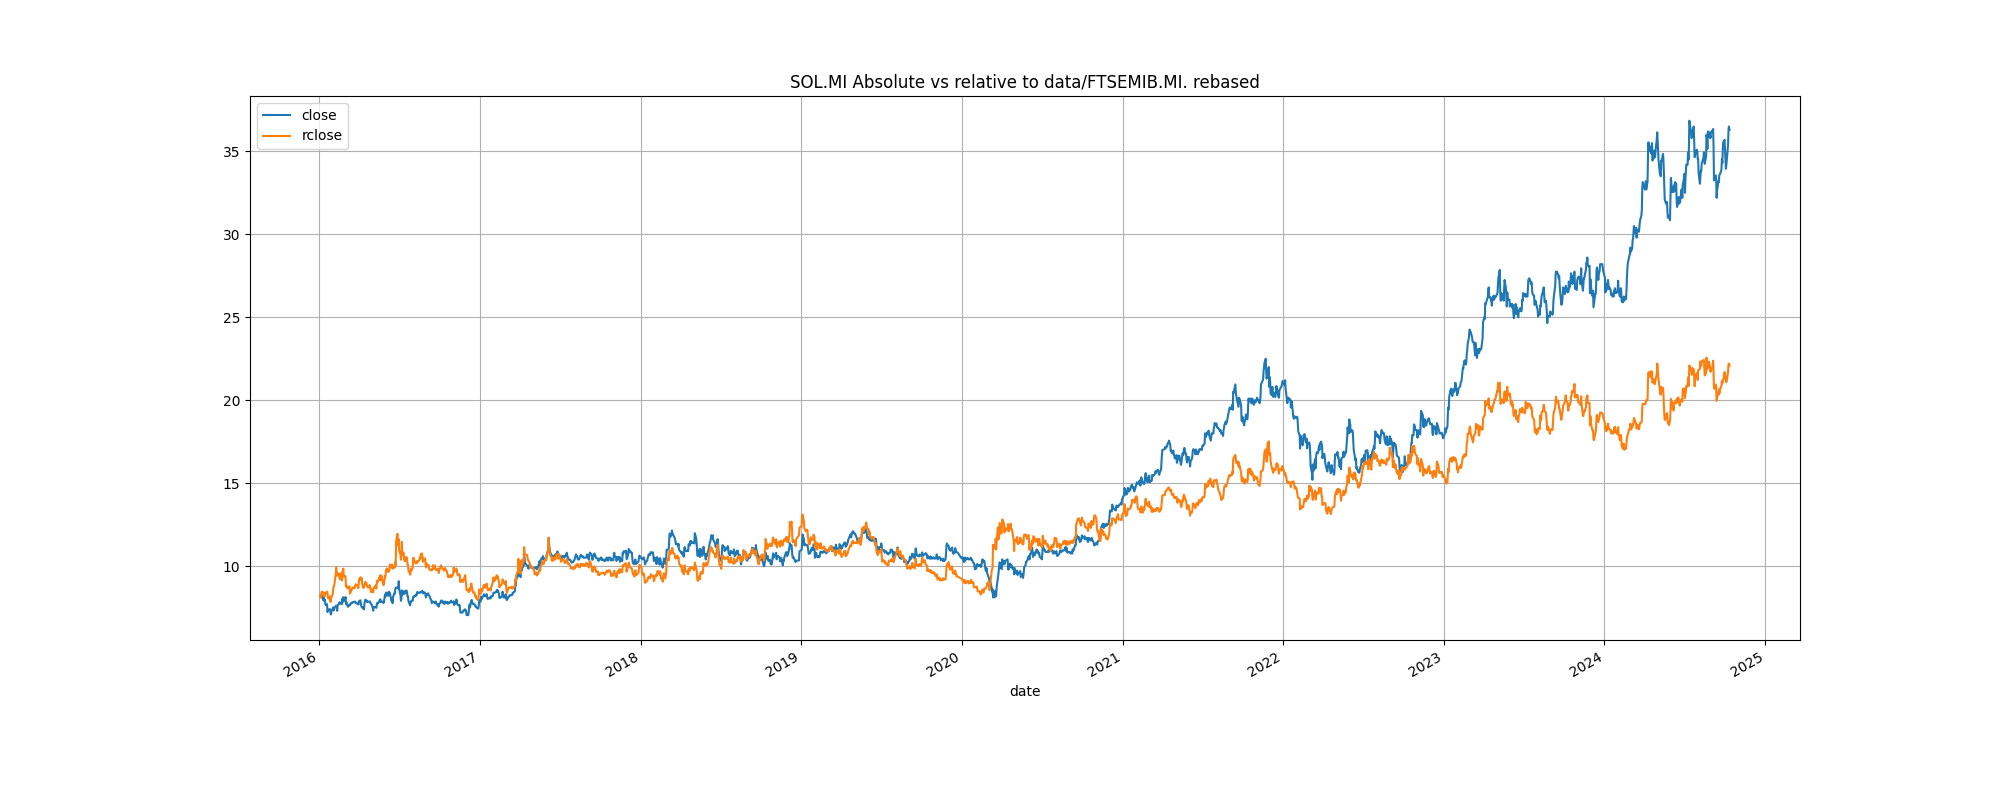 SOL.MI Absolute vs relative to data/FTSEMIB.MI. rebased
close
rclose
35
30
25
20
15
10
2016 2017 2018 2019 2020 2021 2022 2023 2024 2025
date